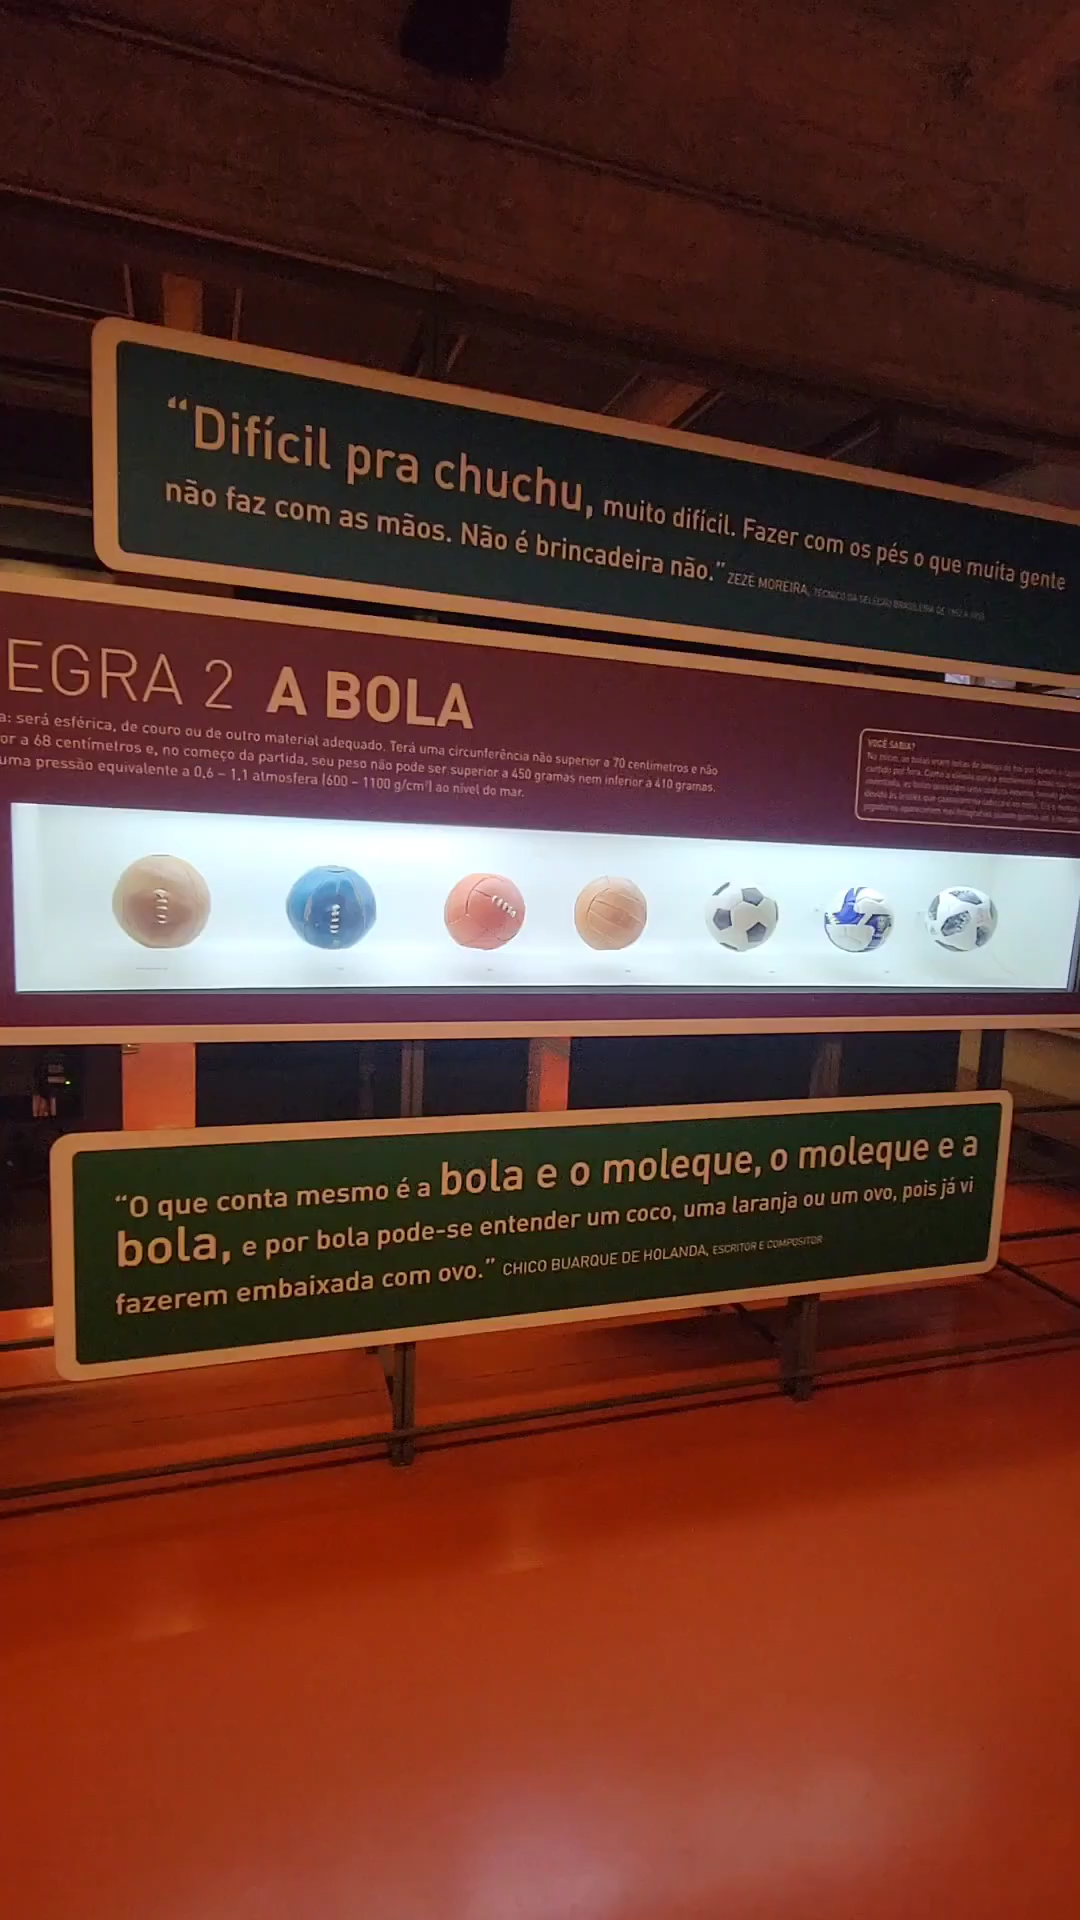 “Difícil pra chuchu, muito difícil. Fazer com os pés o que muita gente
não faz com as mãos. Não é brincadeira não.” ZEZÉ MOREIRA, TÉCNICO DA SELEÇÃO BRASILEIRA DE
EGRA 2 A BOLA
a: será esférica, de couro ou de outro material adequado. Terá uma circunferência não superior a 70 centímetros e não
or a 68 centímetros e, no começo da partida, seu peso não pode ser superior a 450 gramas nem inferior a 410 gramas.
uma pressão equivalente a 0,6 – 1,1 atmosfera (600 – 1100 g/cm²) ao nível do mar.
VOCÊ SABIA?
“O que conta mesmo é a bola e o moleque, o moleque e a
bola, e por bola pode-se entender um coco, uma laranja ou um ovo, pois já vi
fazerem embaixada com ovo.” CHICO BUARQUE DE HOLANDA, ESCRITOR E COMPOSITOR